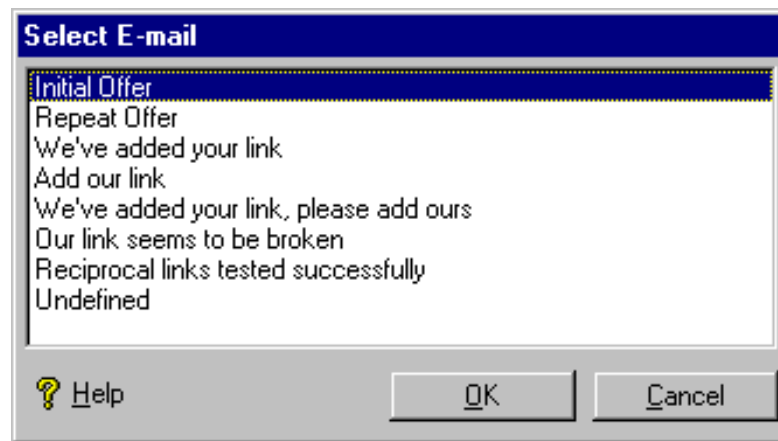 Select E-mail
Initial Offer
Repeat Offer
We've added your link
Add our link
We've added your link, please add ours
Our link seems to be broken
Reciprocal links tested successfully
Undefined
? Help OK Cancel